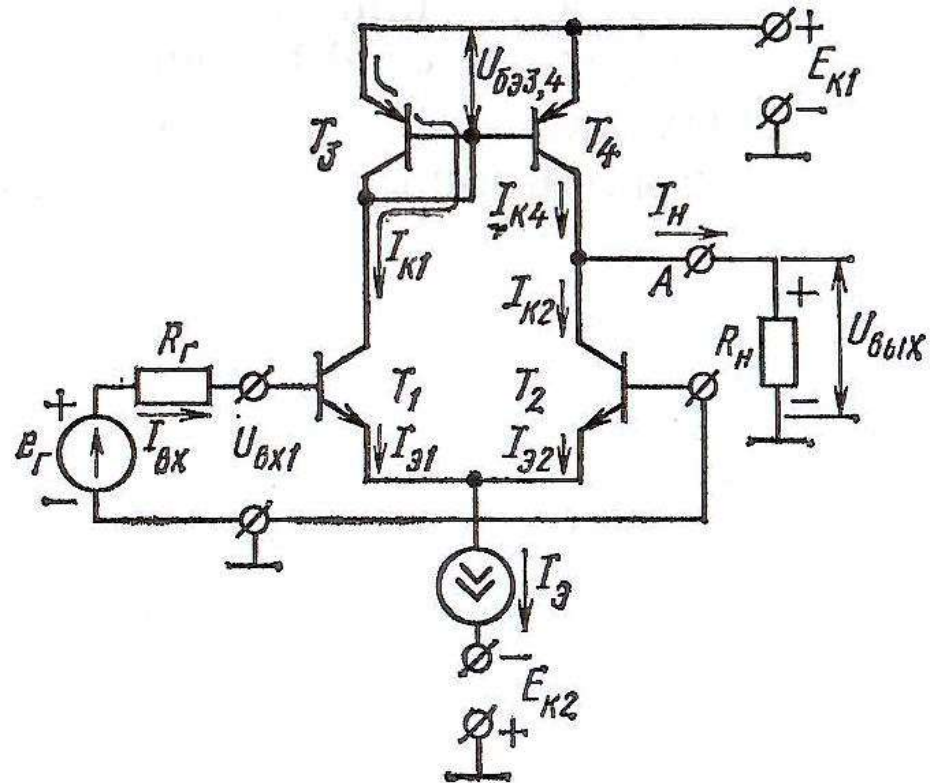 +
Eк1
−
Uбэ3,4
T3
T4
Iк4
Iн
Iк1
A
+
Iк2
Rн
Uвых
−
Rг
+
eг
−
Iвх
Uвх1
T1
T2
Iэ1
Iэ2
Iэ
−
Eк2
+